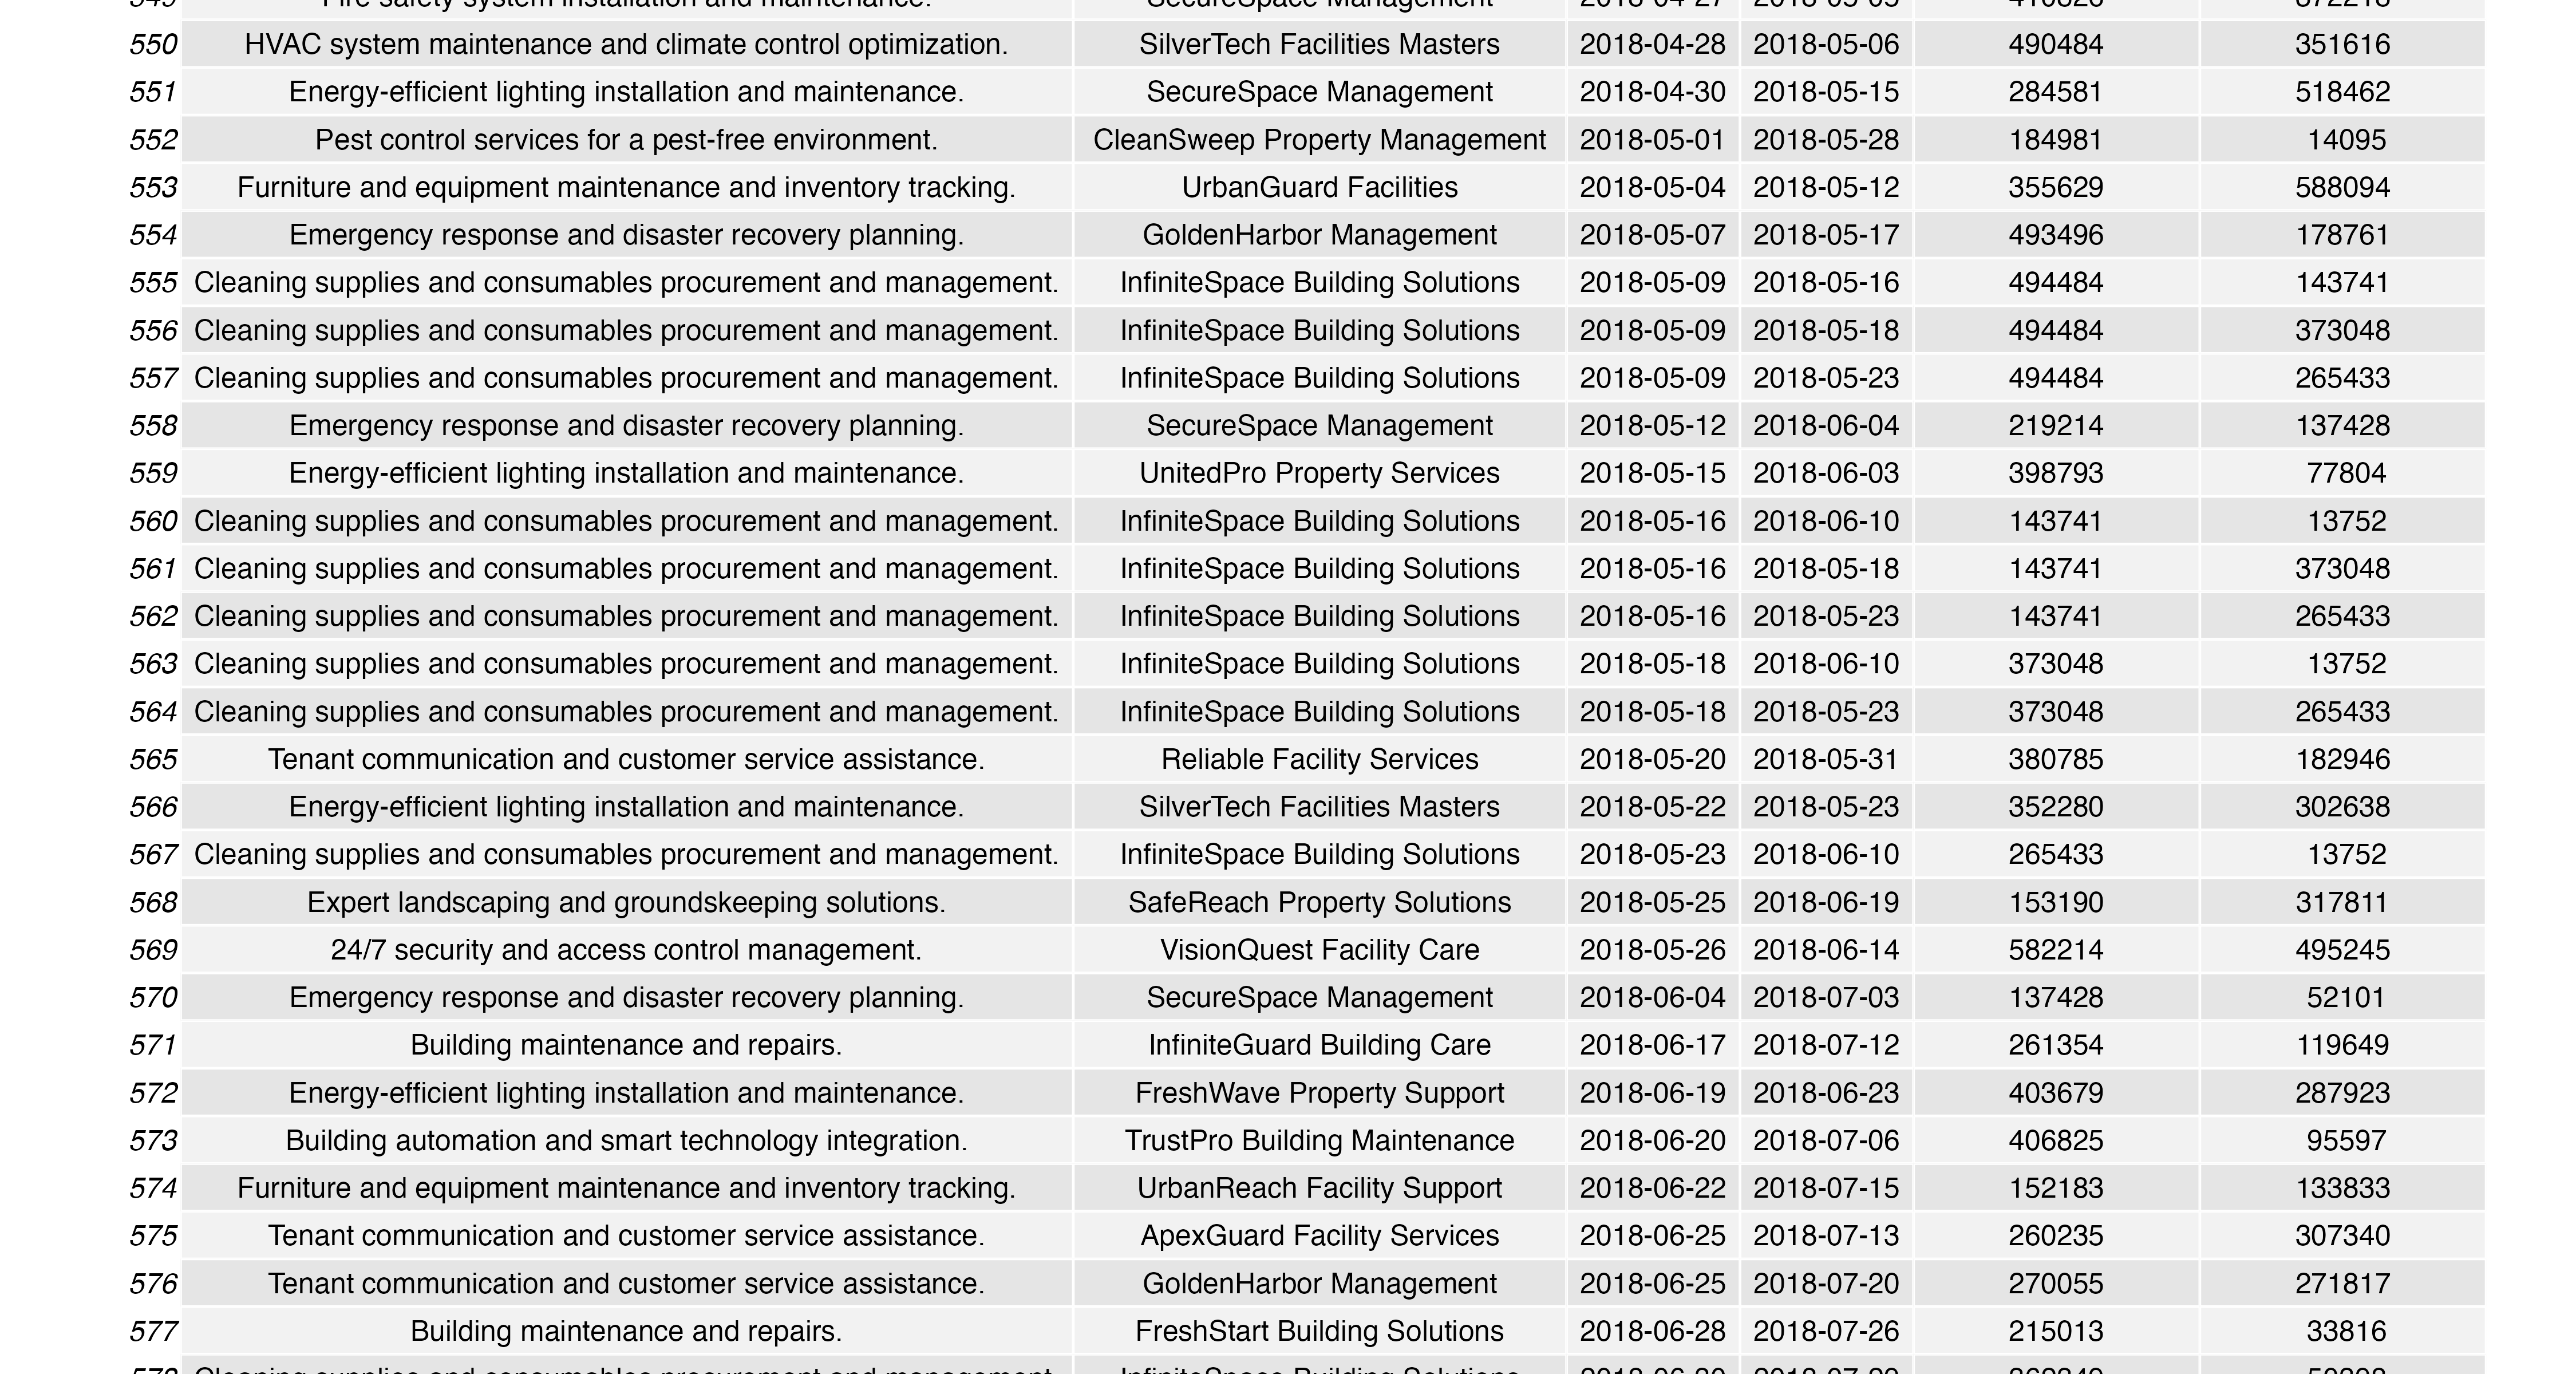 549 Fire safety system installation and maintenance. SecureSpace Management 2018-04-27
550 HVAC system maintenance and climate control optimization. SilverTech Facilities Masters 2018-04-28 2018-05-06 490484 351616
551 Energy-efficient lighting installation and maintenance. SecureSpace Management 2018-04-30 2018-05-15 284581 518462
552 Pest control services for a pest-free environment. CleanSweep Property Management 2018-05-01 2018-05-28 184981 14095
553 Furniture and equipment maintenance and inventory tracking. UrbanGuard Facilities 2018-05-04 2018-05-12 355629 588094
554 Emergency response and disaster recovery planning. GoldenHarbor Management 2018-05-07 2018-05-17 493496 178761
555 Cleaning supplies and consumables procurement and management. InfiniteSpace Building Solutions 2018-05-09 2018-05-16 494484 143741
556 Cleaning supplies and consumables procurement and management. InfiniteSpace Building Solutions 2018-05-09 2018-05-18 494484 373048
557 Cleaning supplies and consumables procurement and management. InfiniteSpace Building Solutions 2018-05-09 2018-05-23 494484 265433
558 Emergency response and disaster recovery planning. SecureSpace Management 2018-05-12 2018-06-04 219214 137428
559 Energy-efficient lighting installation and maintenance. UnitedPro Property Services 2018-05-15 2018-06-03 398793 77804
560 Cleaning supplies and consumables procurement and management. InfiniteSpace Building Solutions 2018-05-16 2018-06-10 143741 13752
561 Cleaning supplies and consumables procurement and management. InfiniteSpace Building Solutions 2018-05-16 2018-05-18 143741 373048
562 Cleaning supplies and consumables procurement and management. InfiniteSpace Building Solutions 2018-05-16 2018-05-23 143741 265433
563 Cleaning supplies and consumables procurement and management. InfiniteSpace Building Solutions 2018-05-18 2018-06-10 373048 13752
564 Cleaning supplies and consumables procurement and management. InfiniteSpace Building Solutions 2018-05-18 2018-05-23 373048 265433
565 Tenant communication and customer service assistance. Reliable Facility Services 2018-05-20 2018-05-31 380785 182946
566 Energy-efficient lighting installation and maintenance. SilverTech Facilities Masters 2018-05-22 2018-05-23 352280 302638
567 Cleaning supplies and consumables procurement and management. InfiniteSpace Building Solutions 2018-05-23 2018-06-10 265433 13752
568 Expert landscaping and groundskeeping solutions. SafeReach Property Solutions 2018-05-25 2018-06-19 153190 317811
569 24/7 security and access control management. VisionQuest Facility Care 2018-05-26 2018-06-14 582214 495245
570 Emergency response and disaster recovery planning. SecureSpace Management 2018-06-04 2018-07-03 137428 52101
571 Building maintenance and repairs. InfiniteGuard Building Care 2018-06-17 2018-07-12 261354 119649
572 Energy-efficient lighting installation and maintenance. FreshWave Property Support 2018-06-19 2018-06-23 403679 287923
573 Building automation and smart technology integration. TrustPro Building Maintenance 2018-06-20 2018-07-06 406825 95597
574 Furniture and equipment maintenance and inventory tracking. UrbanReach Facility Support 2018-06-22 2018-07-15 152183 133833
575 Tenant communication and customer service assistance. ApexGuard Facility Services 2018-06-25 2018-07-13 260235 307340
576 Tenant communication and customer service assistance. GoldenHarbor Management 2018-06-25 2018-07-20 270055 271817
577 Building maintenance and repairs. FreshStart Building Solutions 2018-06-28 2018-07-26 215013 33816
578 Cleaning supplies and consumables procurement and management. InfiniteSpace Building Solutions